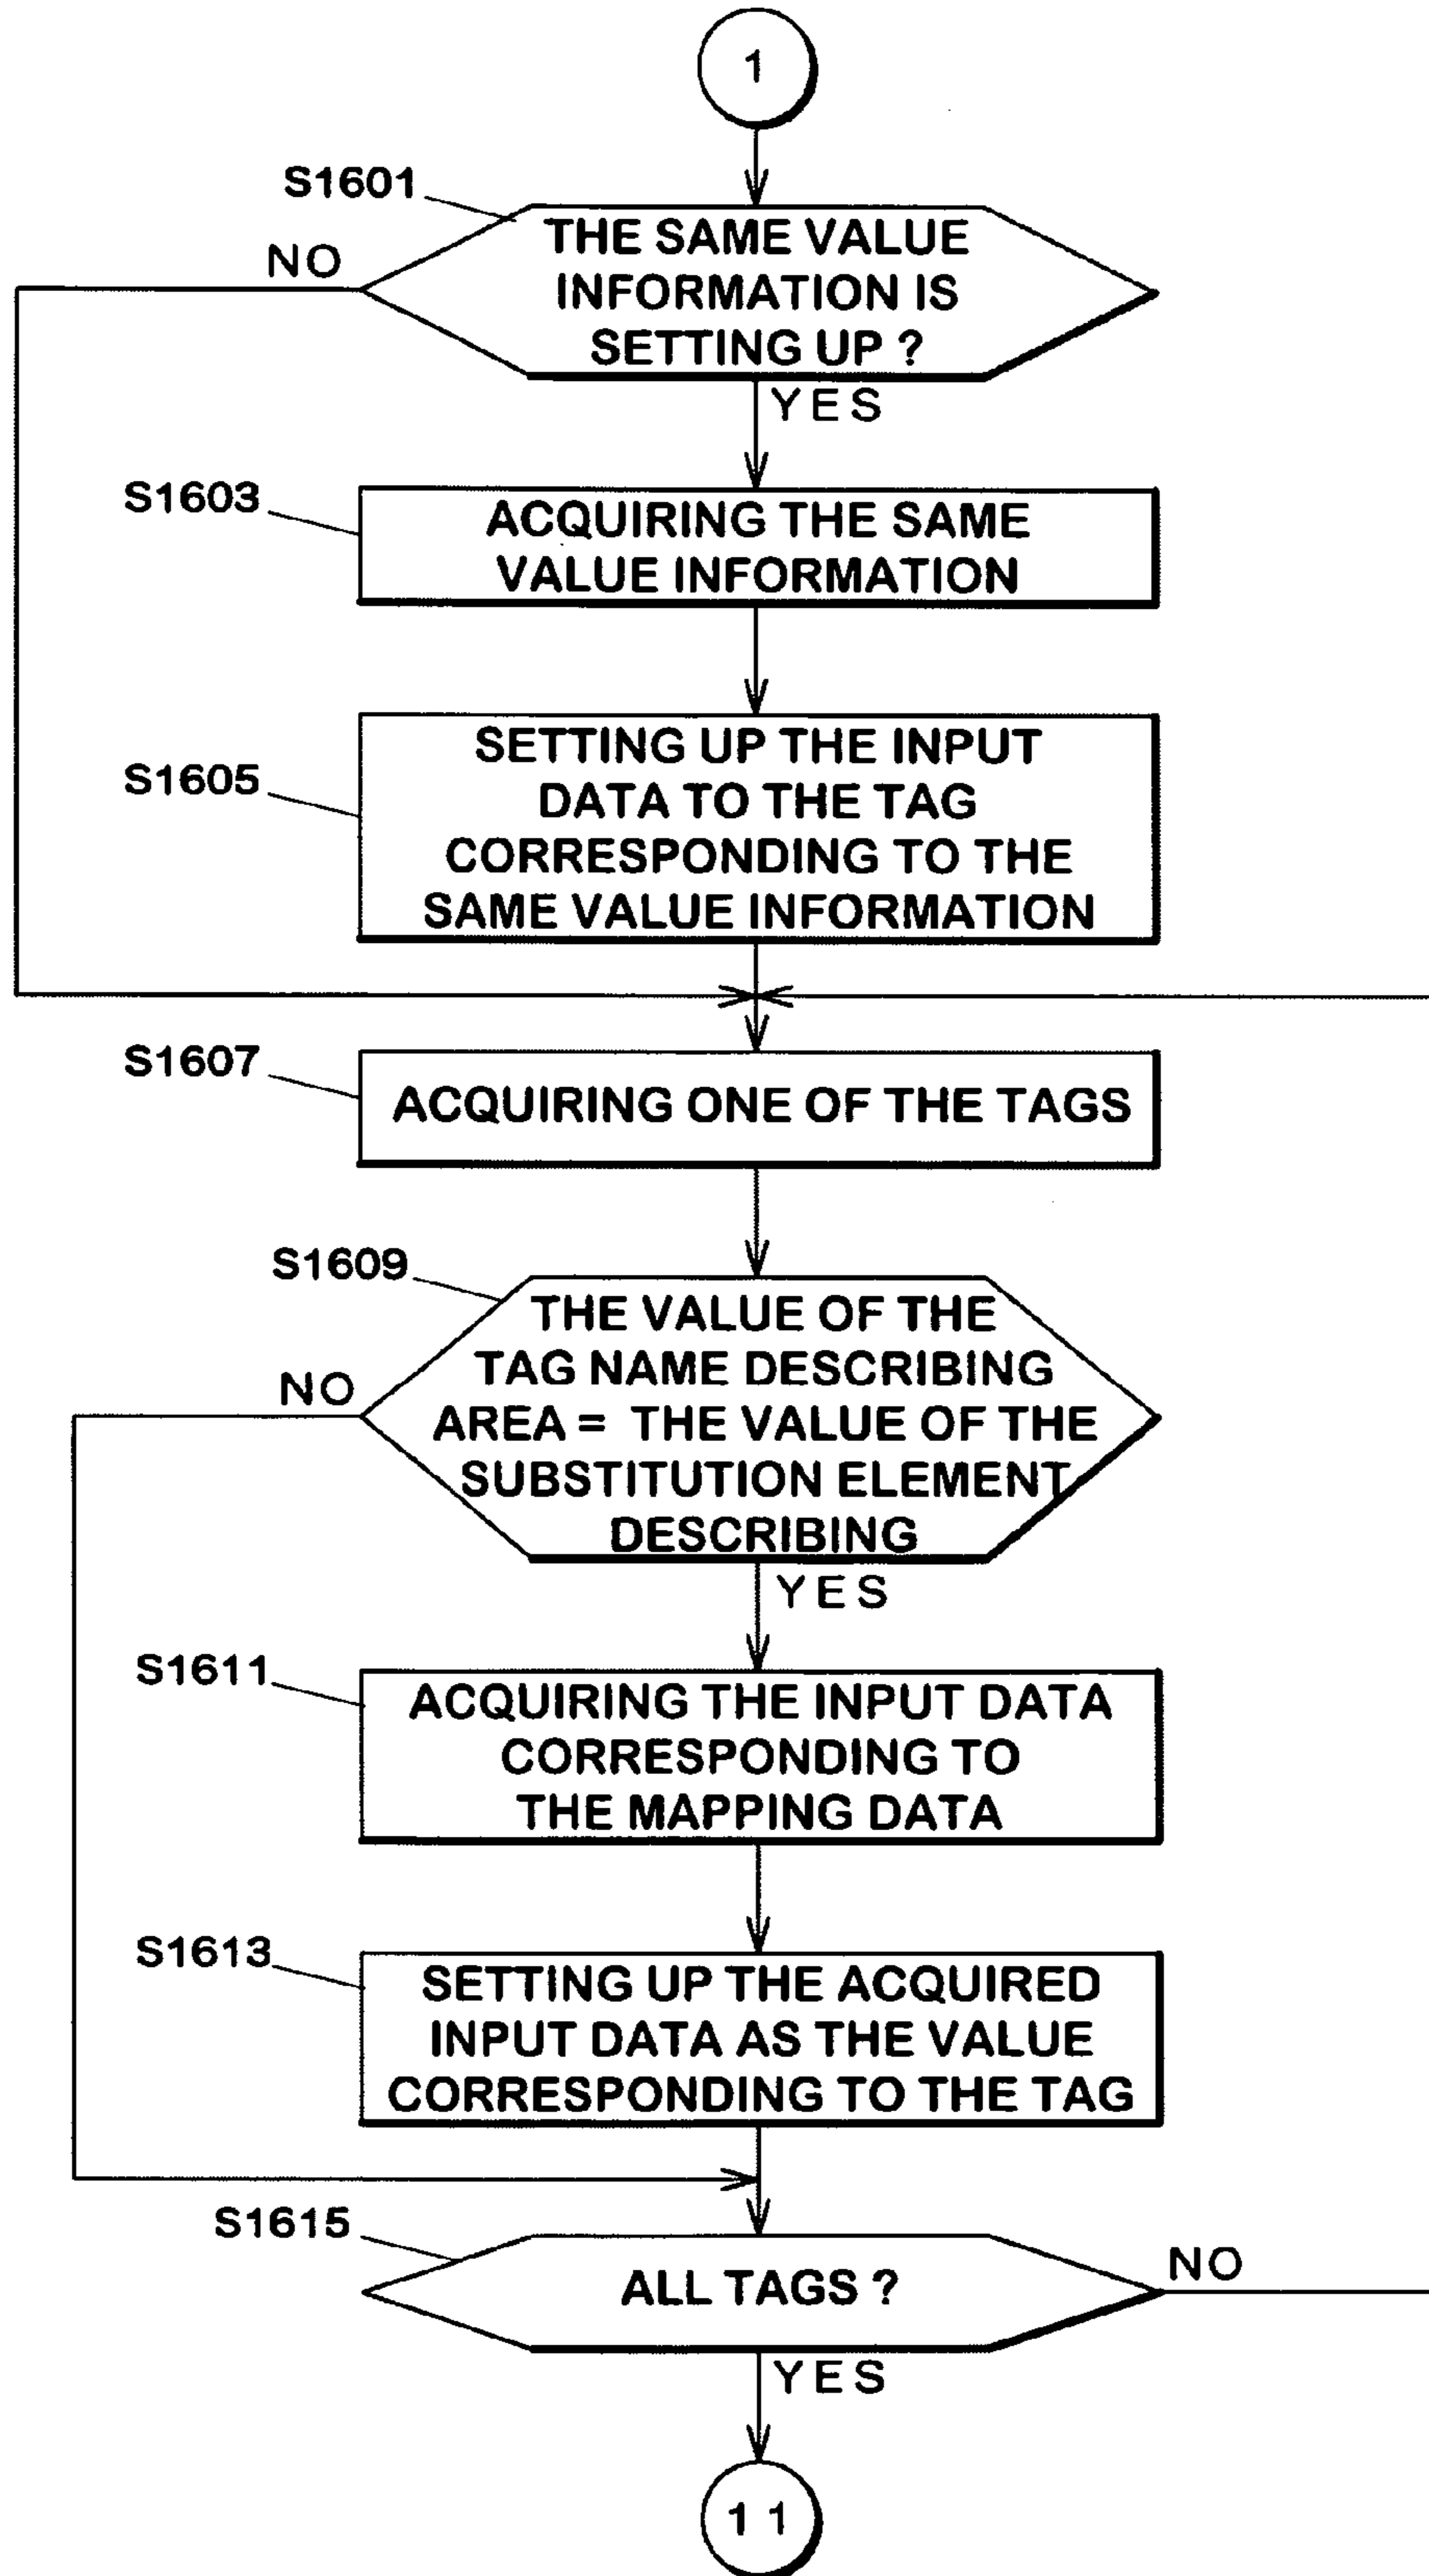 1
S1601
THE SAME VALUE
INFORMATION IS
SETTING UP ?
NO
YES
S1603
ACQUIRING THE SAME
VALUE INFORMATION
S1605
SETTING UP THE INPUT
DATA TO THE TAG
CORRESPONDING TO THE
SAME VALUE INFORMATION
S1607
ACQUIRING ONE OF THE TAGS
S1609
THE VALUE OF THE
TAG NAME DESCRIBING
AREA = THE VALUE OF THE
SUBSTITUTION ELEMENT
DESCRIBING
NO
YES
S1611
ACQUIRING THE INPUT DATA
CORRESPONDING TO
THE MAPPING DATA
S1613
SETTING UP THE ACQUIRED
INPUT DATA AS THE VALUE
CORRESPONDING TO THE TAG
S1615
ALL TAGS ?
NO
YES
11